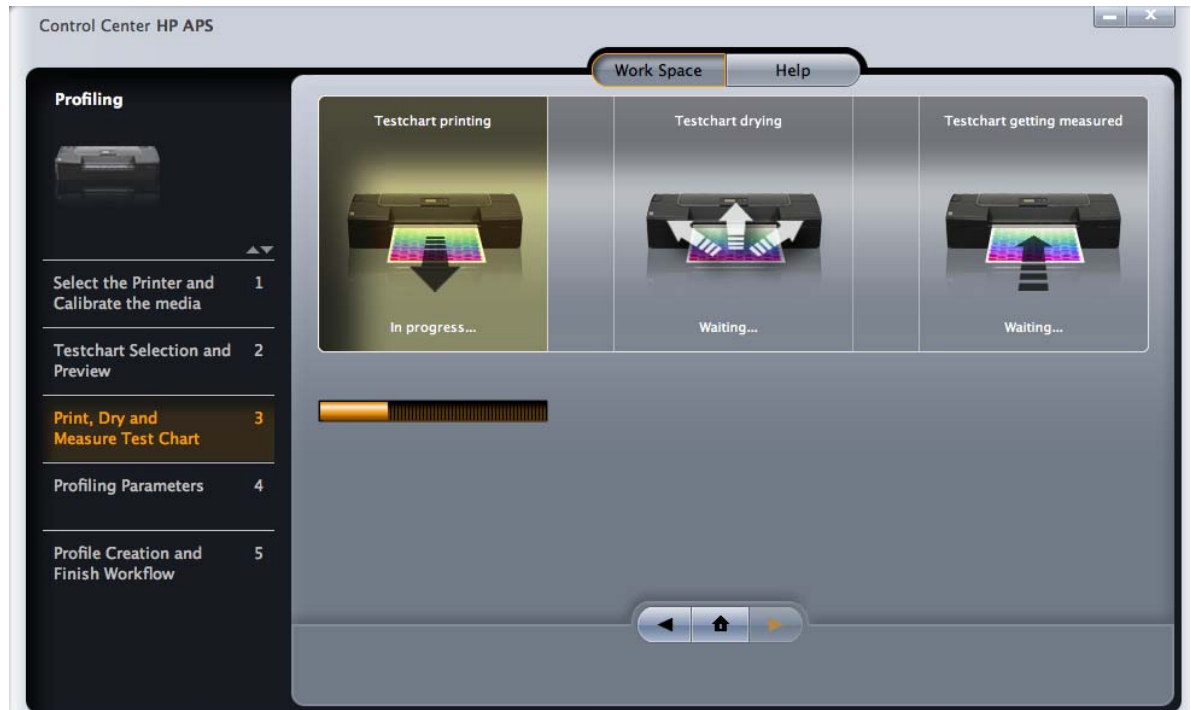 Control Center HP APS
Work Space
Help
Profiling
Select the Printer and 1
Calibrate the media
Testchart Selection and 2
Preview
Print, Dry and 3
Measure Test Chart
Profiling Parameters 4
Profile Creation and 5
Finish Workflow
Testchart printing
In progress...
Testchart drying
Waiting...
Testchart getting measured
Waiting...